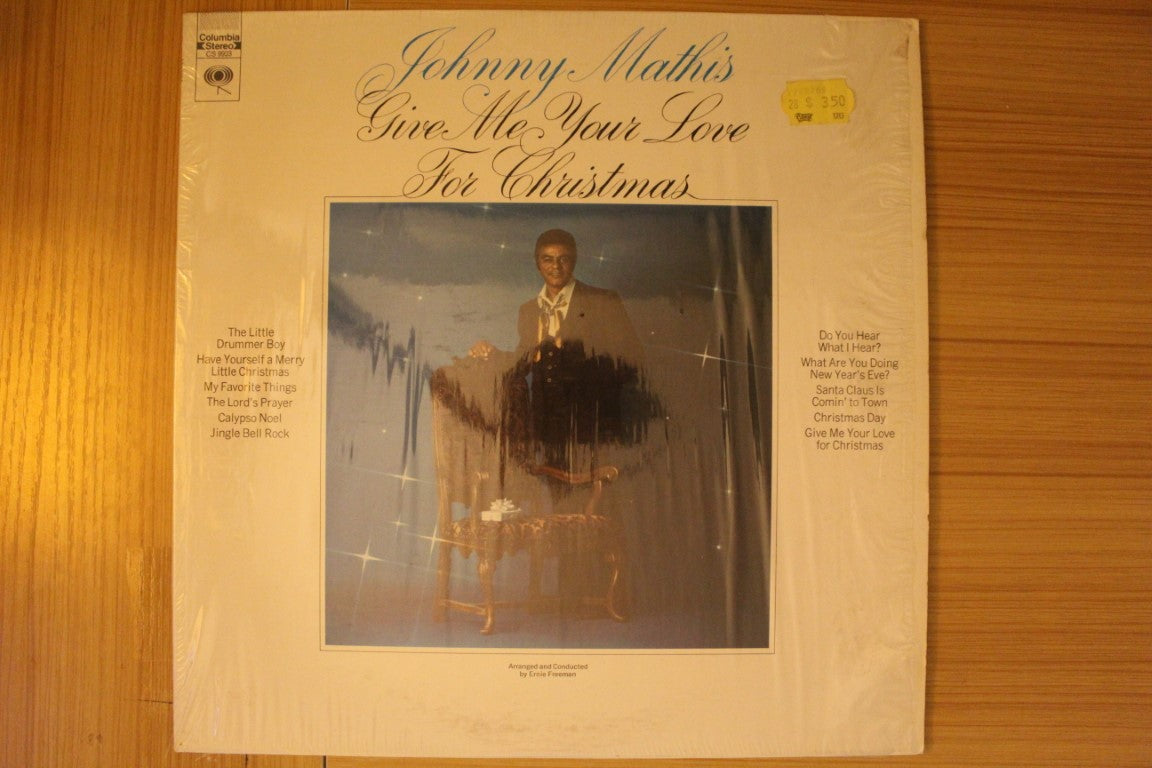 Columbia
Stereo
CS 9923
Johnny Mathis
Give Me Your Love
For Christmas
28 $ 3.50
The Little
Drummer Boy
Have Yourself a Merry
Little Christmas
My Favorite Things
The Lord's Prayer
Calypso Noel
Jingle Bell Rock
Do You Hear
What I Hear?
What Are You Doing
New Year's Eve?
Santa Claus Is
Comin' to Town
Christmas Day
Give Me Your Love
for Christmas
Arranged and Conducted
by Ernie Freeman